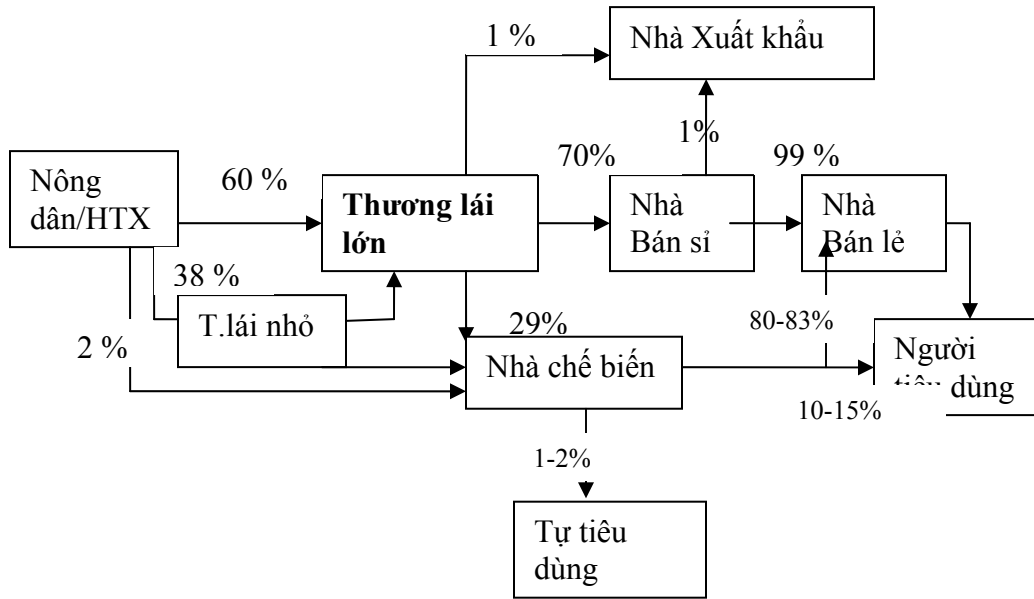 1 %
Nhà Xuất khẩu
1%
70%
99 %
60 %
Nông
dân/HTX
Thương lái
lớn
Nhà
Bán sỉ
Nhà
Bán lẻ
38 %
T.lái nhỏ
2 %
29%
Nhà chế biến
80-83%
Người
tiêu dùng
10-15%
1-2%
Tự tiêu
dùng